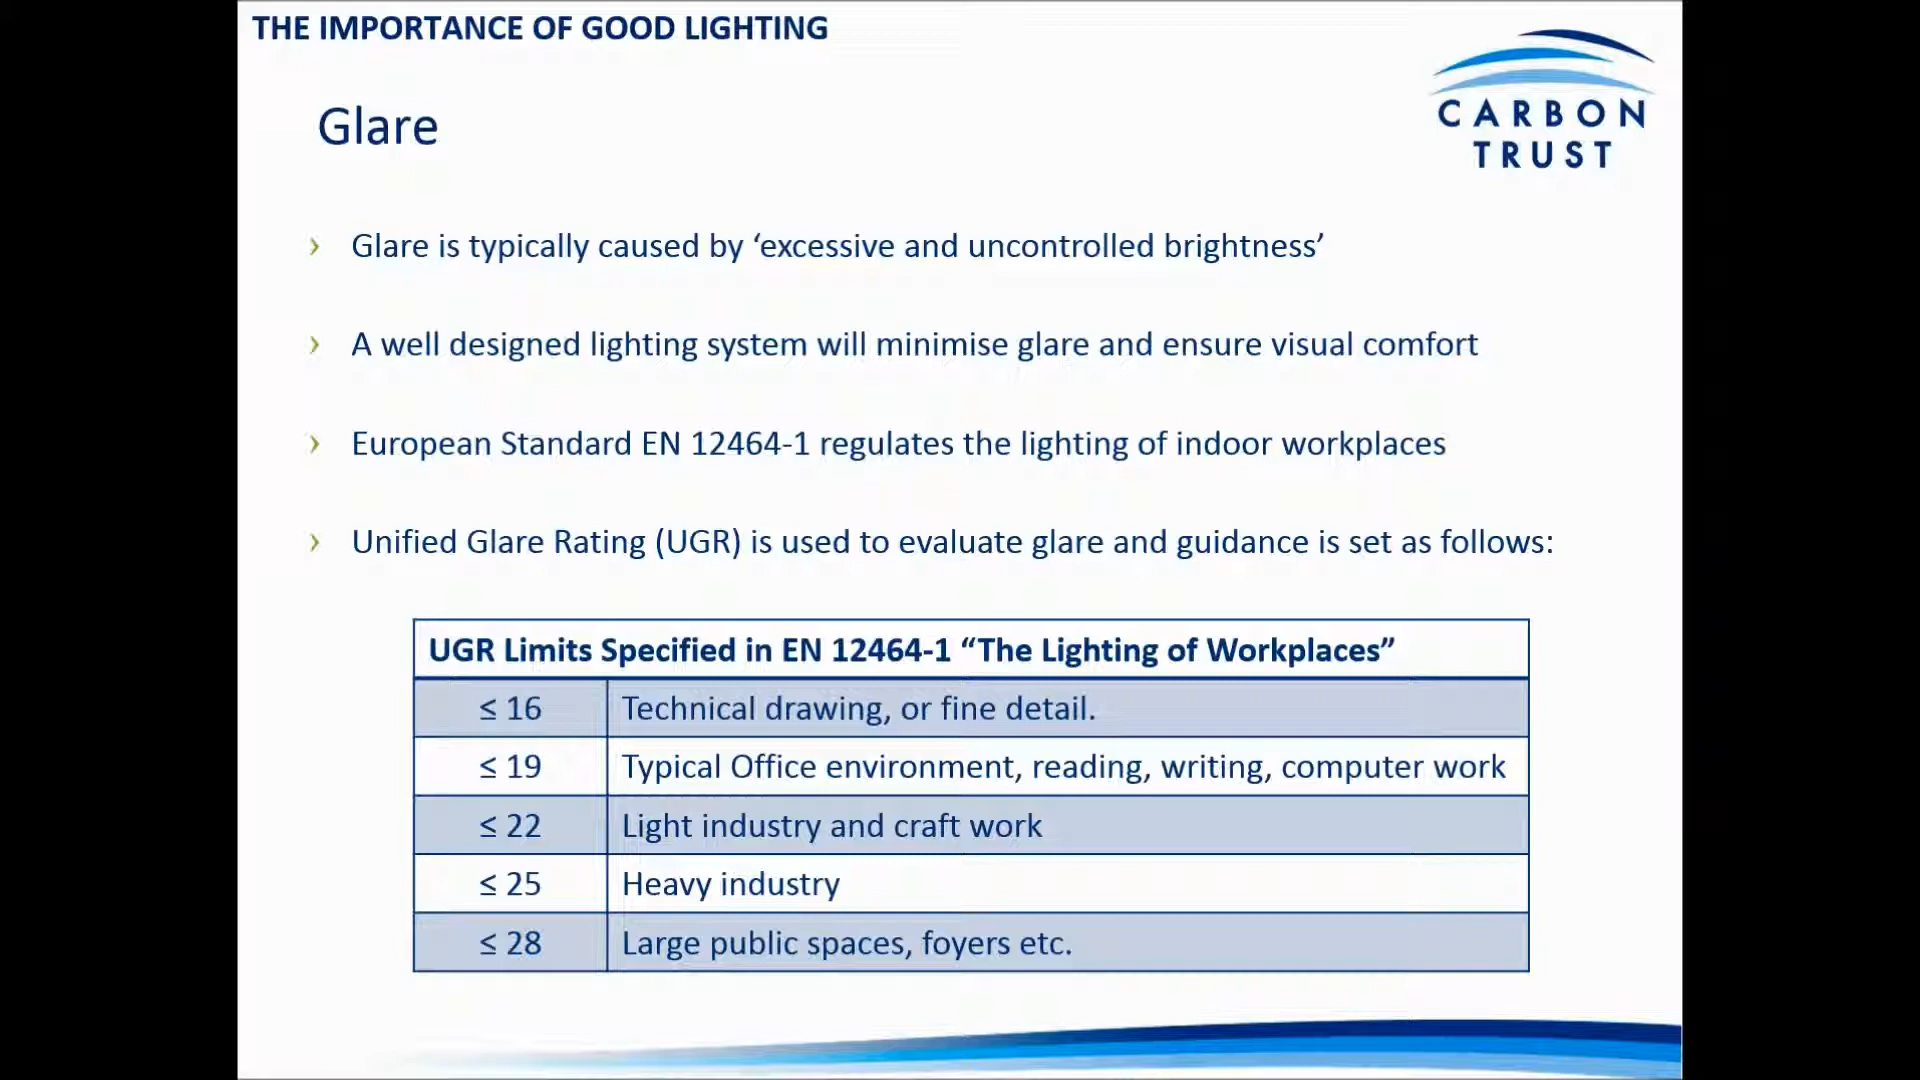 THE IMPORTANCE OF GOOD LIGHTING
CARBON
TRUST
Glare
› Glare is typically caused by ‘excessive and uncontrolled brightness’
› A well designed lighting system will minimise glare and ensure visual comfort
› European Standard EN 12464-1 regulates the lighting of indoor workplaces
› Unified Glare Rating (UGR) is used to evaluate glare and guidance is set as follows:
UGR Limits Specified in EN 12464-1 “The Lighting of Workplaces”
≤ 16 Technical drawing, or fine detail.
≤ 19 Typical Office environment, reading, writing, computer work
≤ 22 Light industry and craft work
≤ 25 Heavy industry
≤ 28 Large public spaces, foyers etc.